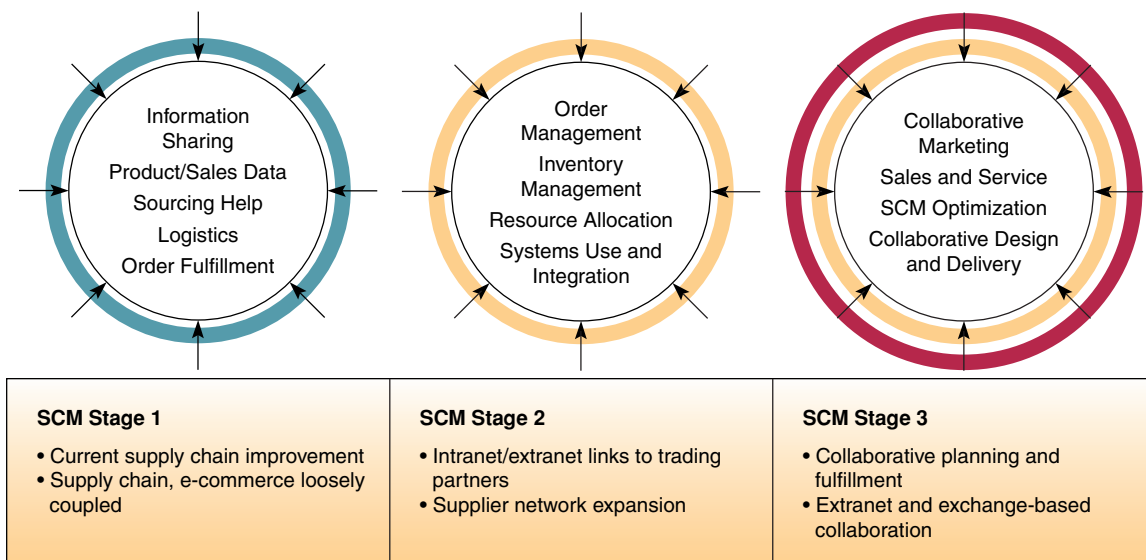 Information
Sharing
Product/Sales Data
Sourcing Help
Logistics
Order Fulfillment
Order
Management
Inventory
Management
Resource Allocation
Systems Use and
Integration
Collaborative
Marketing
Sales and Service
SCM Optimization
Collaborative Design
and Delivery
SCM Stage 1
• Current supply chain improvement
• Supply chain, e-commerce loosely
coupled
SCM Stage 2
• Intranet/extranet links to trading
partners
• Supplier network expansion
SCM Stage 3
• Collaborative planning and
fulfillment
• Extranet and exchange-based
collaboration